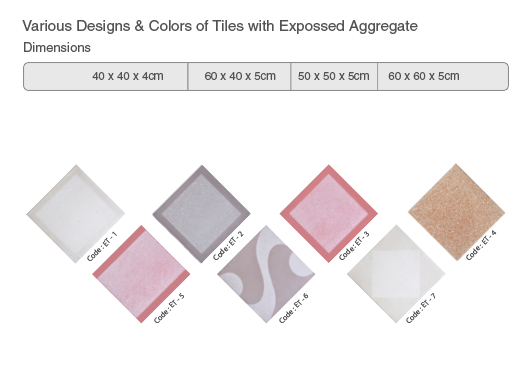 Various Designs & Colors of Tiles with Expossed Aggregate
Dimensions
40 x 40 x 4cm 60 x 40 x 5cm 50 x 50 x 5cm 60 x 60 x 5cm
Code : ET - 1
Code : ET - 2
Code : ET - 3
Code : ET - 4
Code : ET - 5
Code : ET - 6
Code : ET - 7